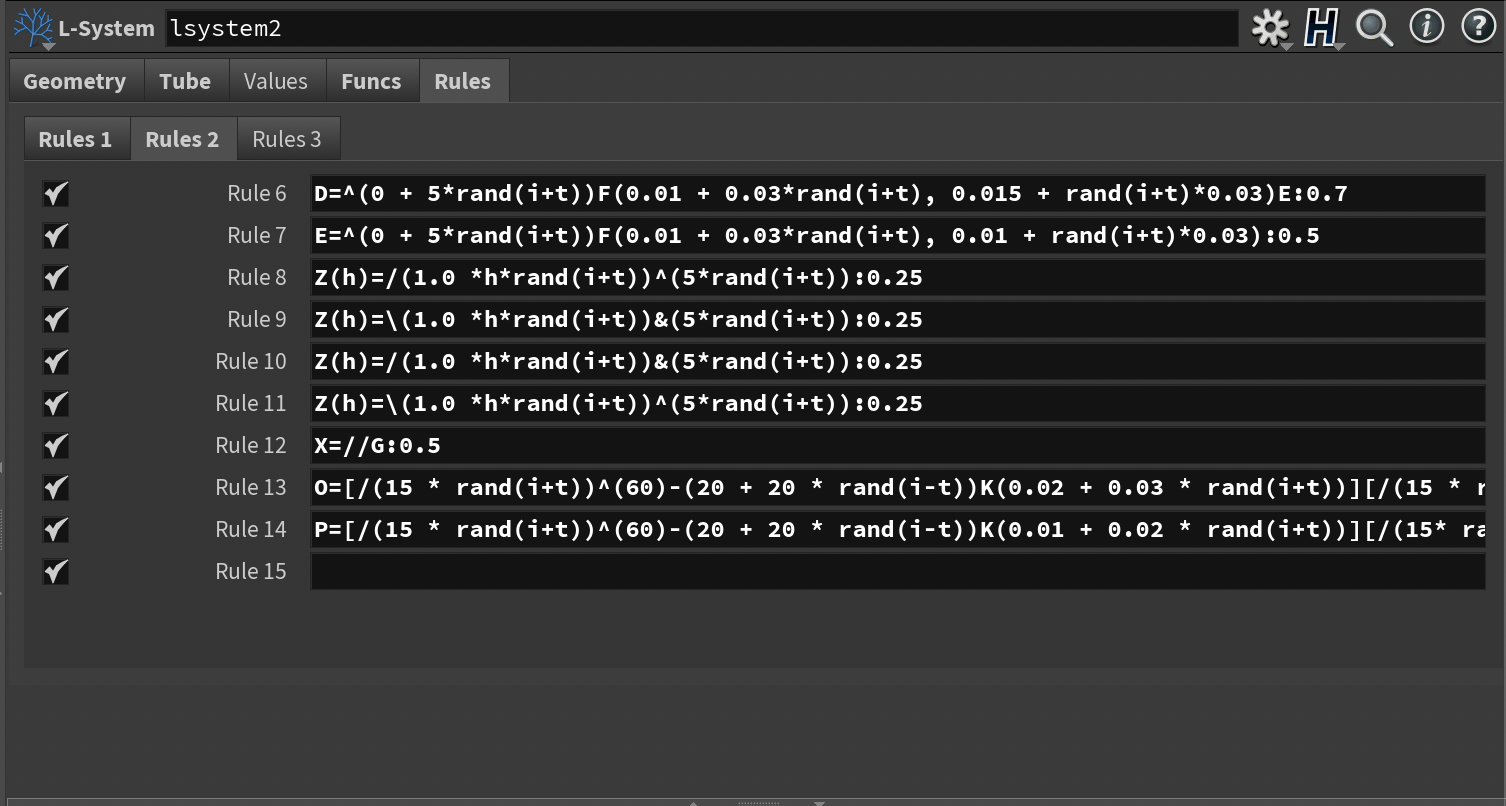 L-System lsystem2
Geometry Tube Values Funcs Rules
Rules 1 Rules 2 Rules 3
Rule 6 D=^(0 + 5*rand(i+t))F(0.01 + 0.03*rand(i+t), 0.015 + rand(i+t)*0.03)E:0.7
Rule 7 E=^(0 + 5*rand(i+t))F(0.01 + 0.03*rand(i+t), 0.01 + rand(i+t)*0.03):0.5
Rule 8 Z(h)=/(1.0 *h*rand(i+t))^(5*rand(i+t)):0.25
Rule 9 Z(h)=\(1.0 *h*rand(i+t))&(5*rand(i+t)):0.25
Rule 10 Z(h)=/(1.0 *h*rand(i+t))&(5*rand(i+t)):0.25
Rule 11 Z(h)=\(1.0 *h*rand(i+t))^(5*rand(i+t)):0.25
Rule 12 X=//G:0.5
Rule 13 O=[/(15 * rand(i+t))^(60)-(20 + 20 * rand(i-t))K(0.02 + 0.03 * rand(i+t))][/(15 * r
Rule 14 P=[/(15 * rand(i+t))^(60)-(20 + 20 * rand(i-t))K(0.01 + 0.02 * rand(i+t))][/(15* ra
Rule 15